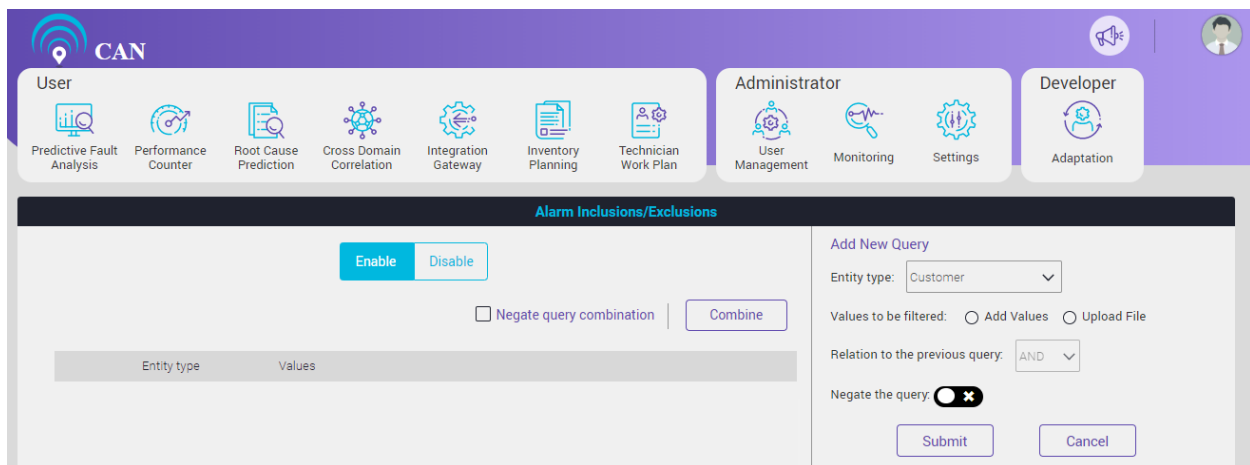 CAN
User
Administrator
Developer
Predictive Fault Analysis
Performance Counter
Root Cause Prediction
Cross Domain Correlation
Integration Gateway
Inventory Planning
Technician Work Plan
User Management
Monitoring
Settings
Adaptation
Alarm Inclusions/Exclusions
Enable
Disable
Negate query combination
Combine
Entity type
Values
Add New Query
Entity type: Customer
Values to be filtered: Add Values Upload File
Relation to the previous query: AND
Negate the query:
Submit
Cancel